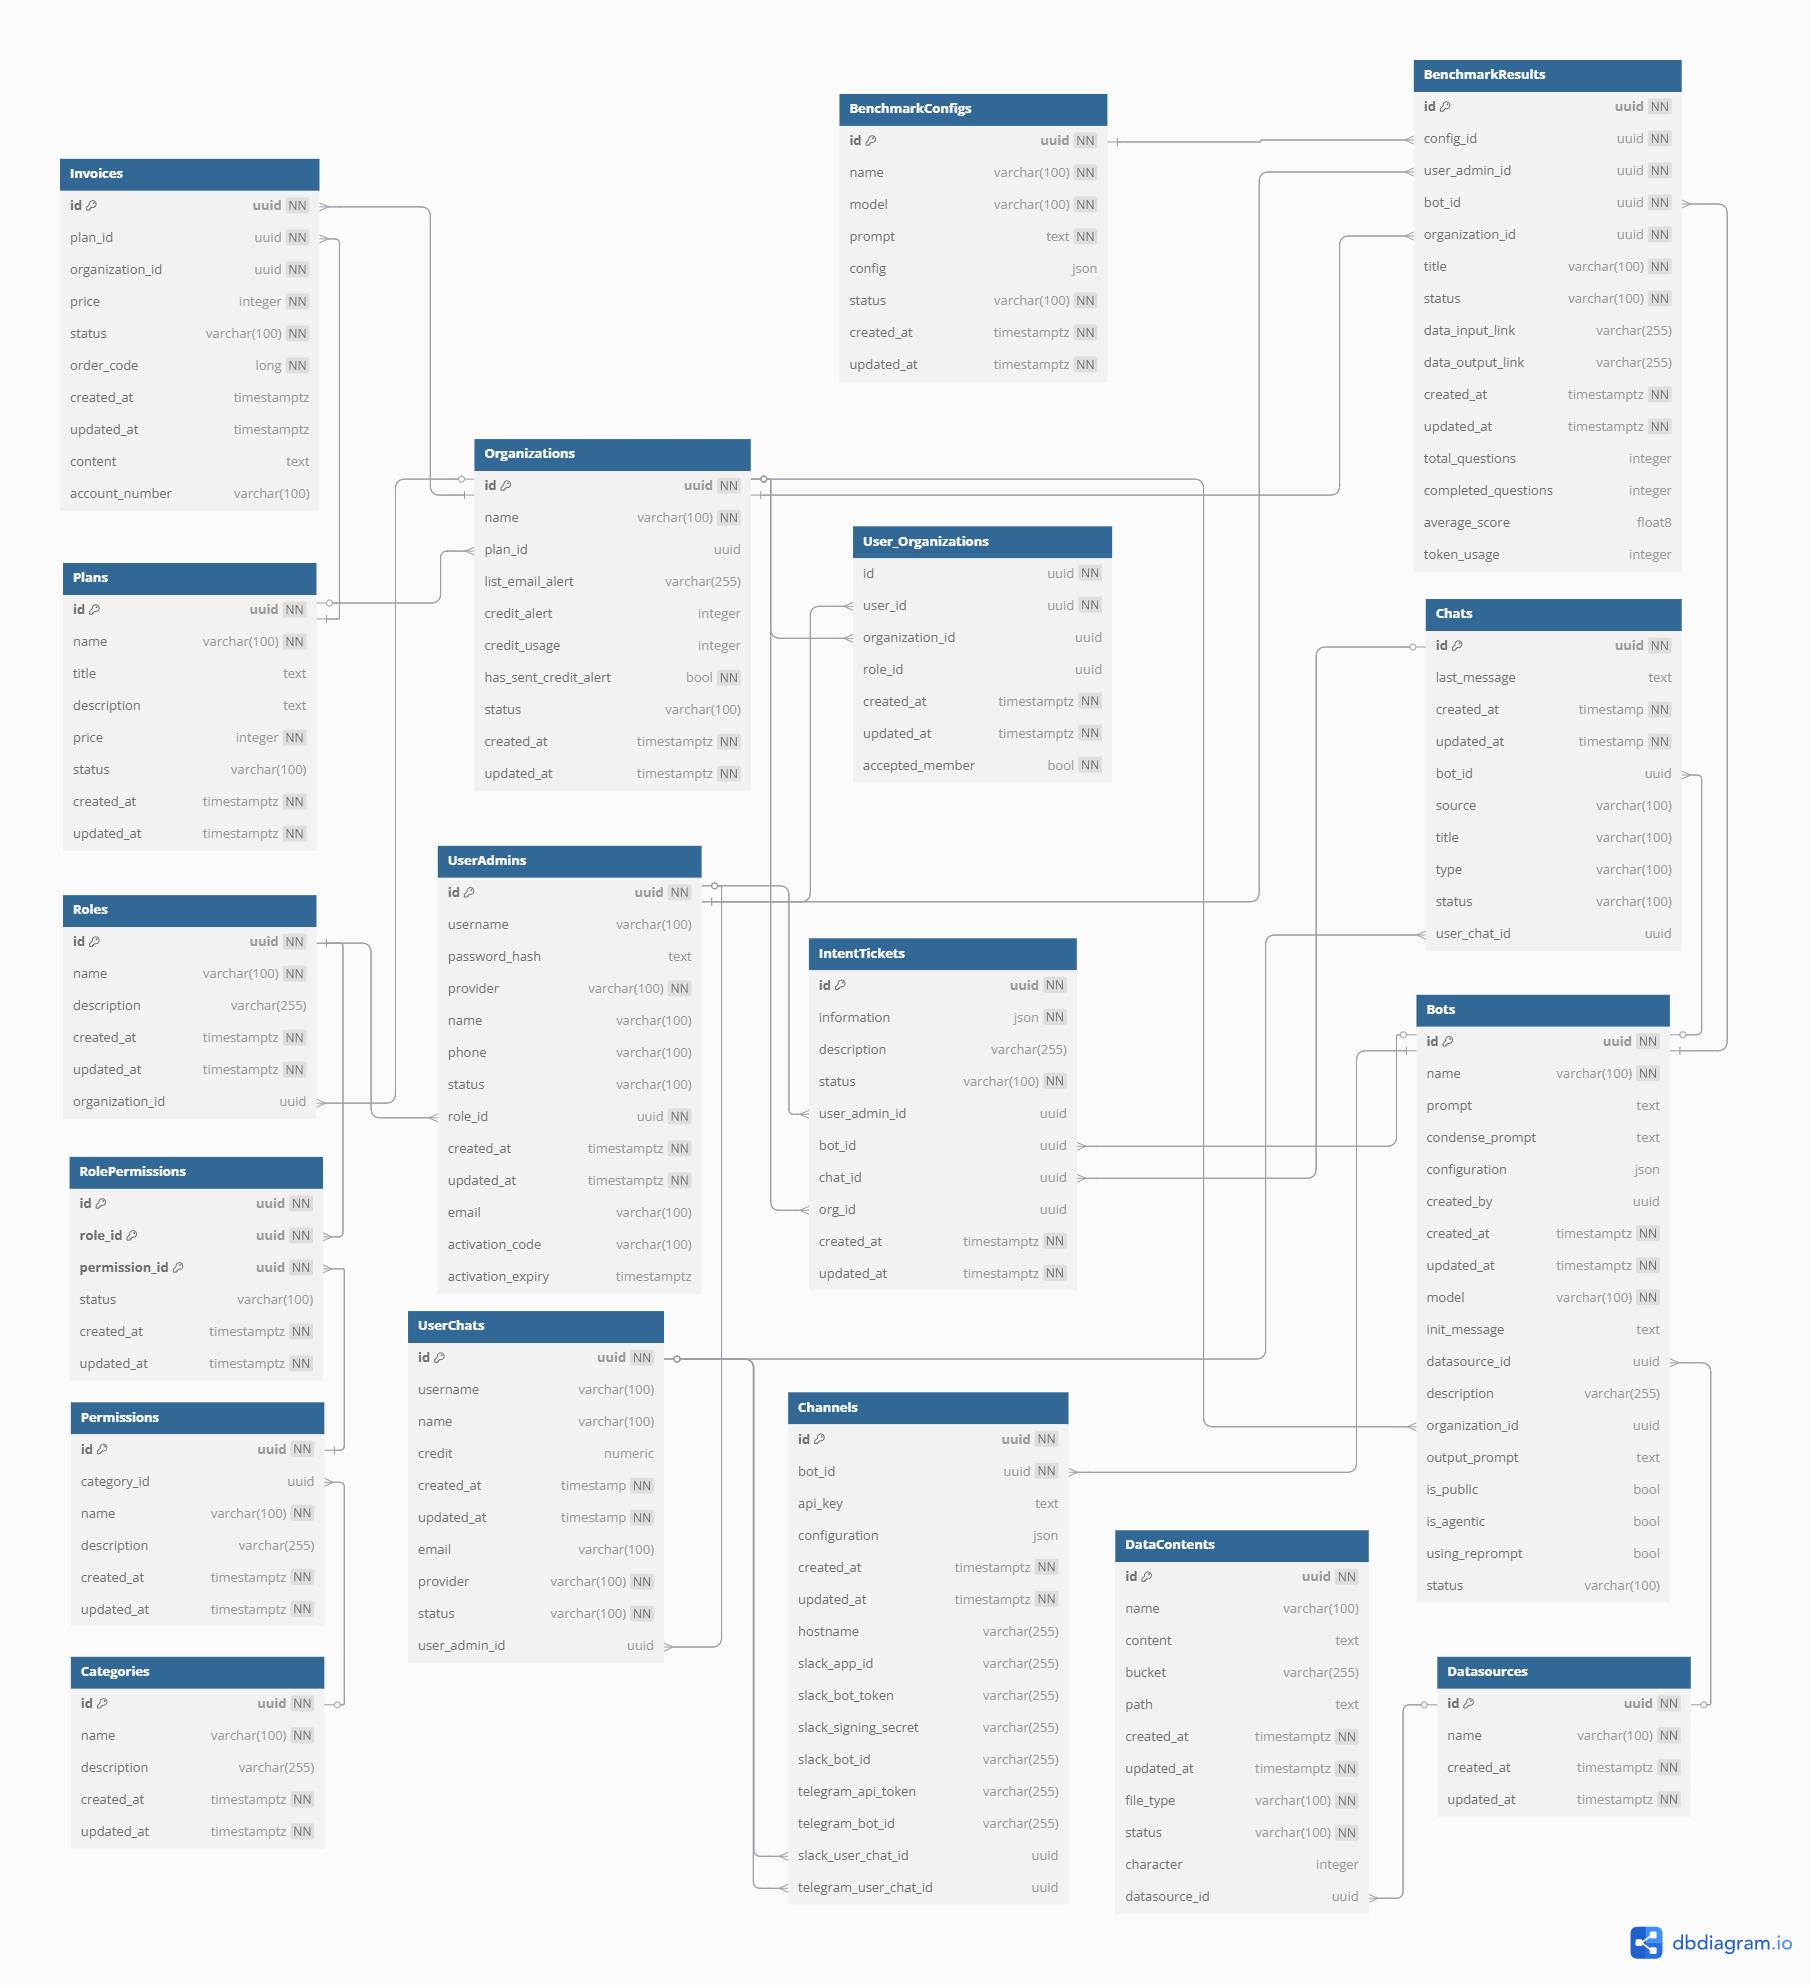 Invoices
id uuid NN
plan_id uuid NN
organization_id uuid NN
price integer NN
status varchar(100) NN
order_code long NN
created_at timestamptz
updated_at timestamptz
content text
account_number varchar(100)
Plans
id uuid NN
name varchar(100) NN
title text
description text
price integer NN
status varchar(100)
created_at timestamptz NN
updated_at timestamptz NN
Roles
id uuid NN
name varchar(100) NN
description varchar(255)
created_at timestamptz NN
updated_at timestamptz NN
organization_id uuid
RolePermissions
id uuid NN
role_id uuid NN
permission_id uuid NN
status varchar(100)
created_at timestamptz NN
updated_at timestamptz NN
Permissions
id uuid NN
category_id uuid
name varchar(100) NN
description varchar(255)
created_at timestamptz NN
updated_at timestamptz NN
Categories
id uuid NN
name varchar(100) NN
description varchar(255)
created_at timestamptz NN
updated_at timestamptz NN
Organizations
id uuid NN
name varchar(100) NN
plan_id uuid
list_email_alert varchar(255)
credit_alert integer
credit_usage integer
has_sent_credit_alert bool NN
status varchar(100)
created_at timestamptz NN
updated_at timestamptz NN
UserAdmins
id uuid NN
username varchar(100)
password_hash text
provider varchar(100) NN
name varchar(100)
phone varchar(100)
status varchar(100)
role_id uuid NN
created_at timestamptz NN
updated_at timestamptz NN
email varchar(100)
activation_code varchar(100)
activation_expiry timestamptz
UserChats
id uuid NN
username varchar(100)
name varchar(100)
credit numeric
created_at timestamp NN
updated_at timestamp NN
email varchar(100)
provider varchar(100) NN
status varchar(100) NN
user_admin_id uuid
BenchmarkConfigs
id uuid NN
name varchar(100) NN
model varchar(100) NN
prompt text NN
config json
status varchar(100) NN
created_at timestamptz NN
updated_at timestamptz NN
User_Organizations
id uuid NN
user_id uuid NN
organization_id uuid
role_id uuid
created_at timestamptz NN
updated_at timestamptz NN
accepted_member bool NN
IntentTickets
id uuid NN
information json NN
description varchar(255)
status varchar(100) NN
user_admin_id uuid
bot_id uuid
chat_id uuid
org_id uuid
created_at timestamptz NN
updated_at timestamptz NN
Channels
id uuid NN
bot_id uuid NN
api_key text
configuration json
created_at timestamptz NN
updated_at timestamptz NN
hostname varchar(255)
slack_app_id varchar(255)
slack_bot_token varchar(255)
slack_signing_secret varchar(255)
slack_bot_id varchar(255)
telegram_api_token varchar(255)
telegram_bot_id varchar(255)
slack_user_chat_id uuid
telegram_user_chat_id uuid
DataContents
id uuid NN
name varchar(100)
content text
bucket varchar(255)
path text
created_at timestamptz NN
updated_at timestamptz NN
file_type varchar(100) NN
status varchar(100) NN
character integer
datasource_id uuid
BenchmarkResults
id uuid NN
config_id uuid NN
user_admin_id uuid NN
bot_id uuid NN
organization_id uuid NN
title varchar(100) NN
status varchar(100) NN
data_input_link varchar(255)
data_output_link varchar(255)
created_at timestamptz NN
updated_at timestamptz NN
total_questions integer
completed_questions integer
average_score float8
token_usage integer
Chats
id uuid NN
last_message text
created_at timestamp NN
updated_at timestamp NN
bot_id uuid
source varchar(100)
title varchar(100)
type varchar(100)
status varchar(100)
user_chat_id uuid
Bots
id uuid NN
name varchar(100) NN
prompt text
condense_prompt text
configuration json
created_by uuid
created_at timestamptz NN
updated_at timestamptz NN
model varchar(100) NN
init_message text
datasource_id uuid
description varchar(255)
organization_id uuid
output_prompt text
is_public bool
is_agentic bool
using_reprompt bool
status varchar(100)
Datasources
id uuid NN
name varchar(100) NN
created_at timestamptz NN
updated_at timestamptz NN
dbdiagram.io